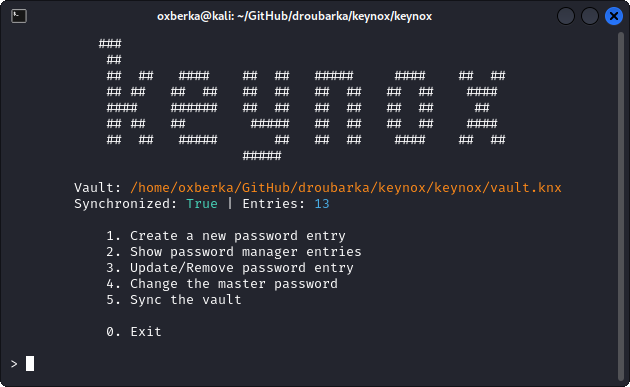 oxberka@kali: ~/GitHub/droubarka/keynox/keynox
keynox
Vault: /home/oxberka/GitHub/droubarka/keynox/keynox/vault.knx
Synchronized: True | Entries: 13
1. Create a new password entry
2. Show password manager entries
3. Update/Remove password entry
4. Change the master password
5. Sync the vault
0. Exit
>